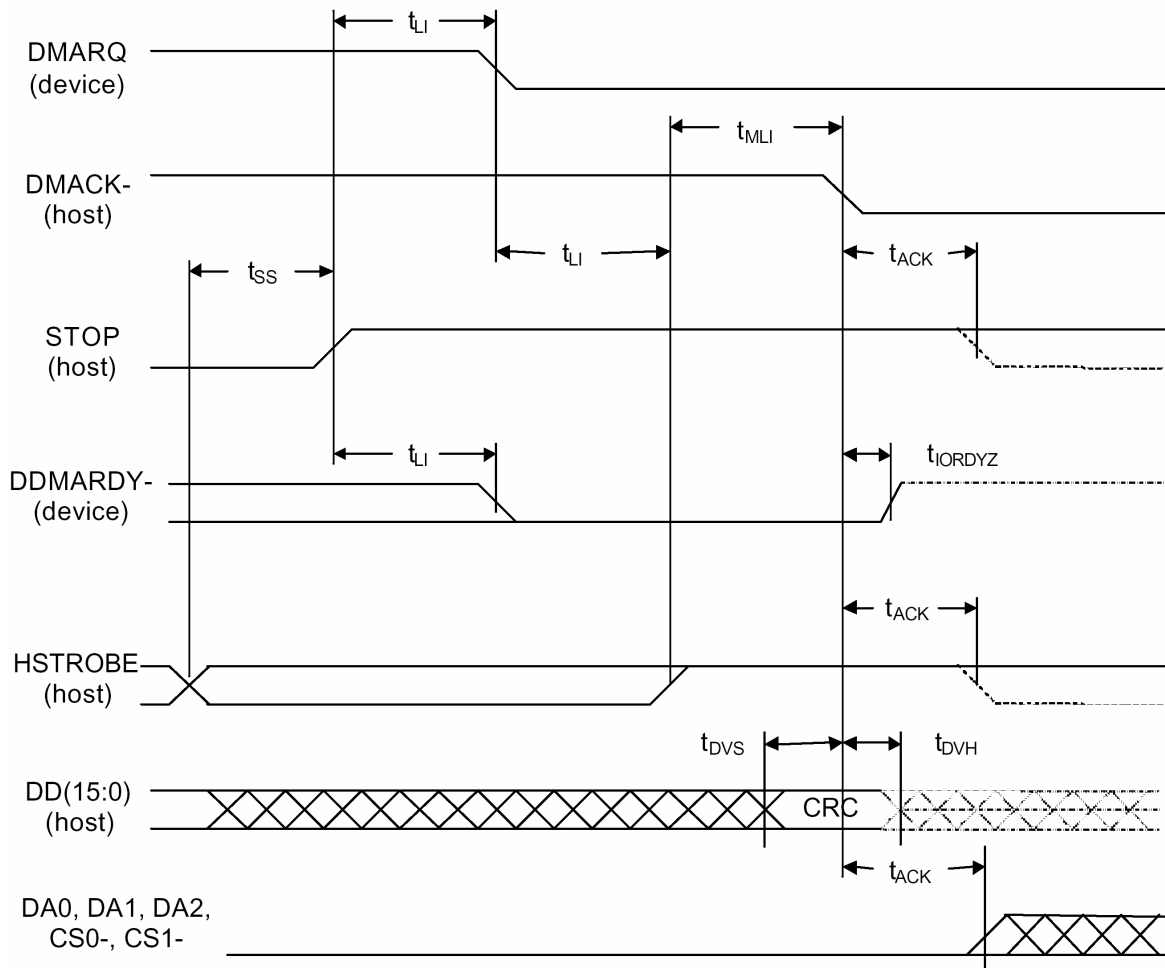 tLI
DMARQ
(device)
tMLI
DMACK-
(host)
tSS
tLI
tACK
STOP
(host)
tLI
tIORDYZ
DDMARDY-
(device)
tACK
HSTROBE
(host)
tDVS
tDVH
DD(15:0)
(host)
CRC
tACK
DA0, DA1, DA2,
CS0-, CS1-